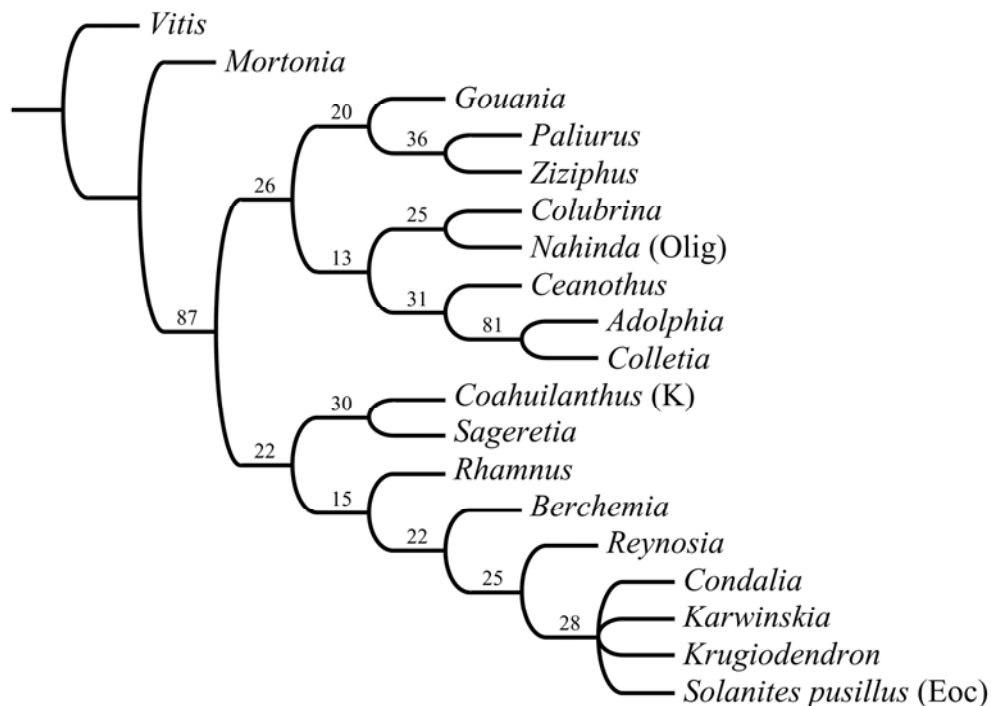 Vitis
Mortonia
Gouania
20
Paliurus
36
Ziziphus
26
Colubrina
25
Nahinda (Olig)
13
Ceanothus
31
Adolphia
81
87
Colletia
Coahuilanthus (K)
30
Sageretia
22
Rhamnus
15
Berchemia
22
Reynosia
25
Condalia
Karwinskia
28
Krugiodendron
Solanites pusillus (Eoc)